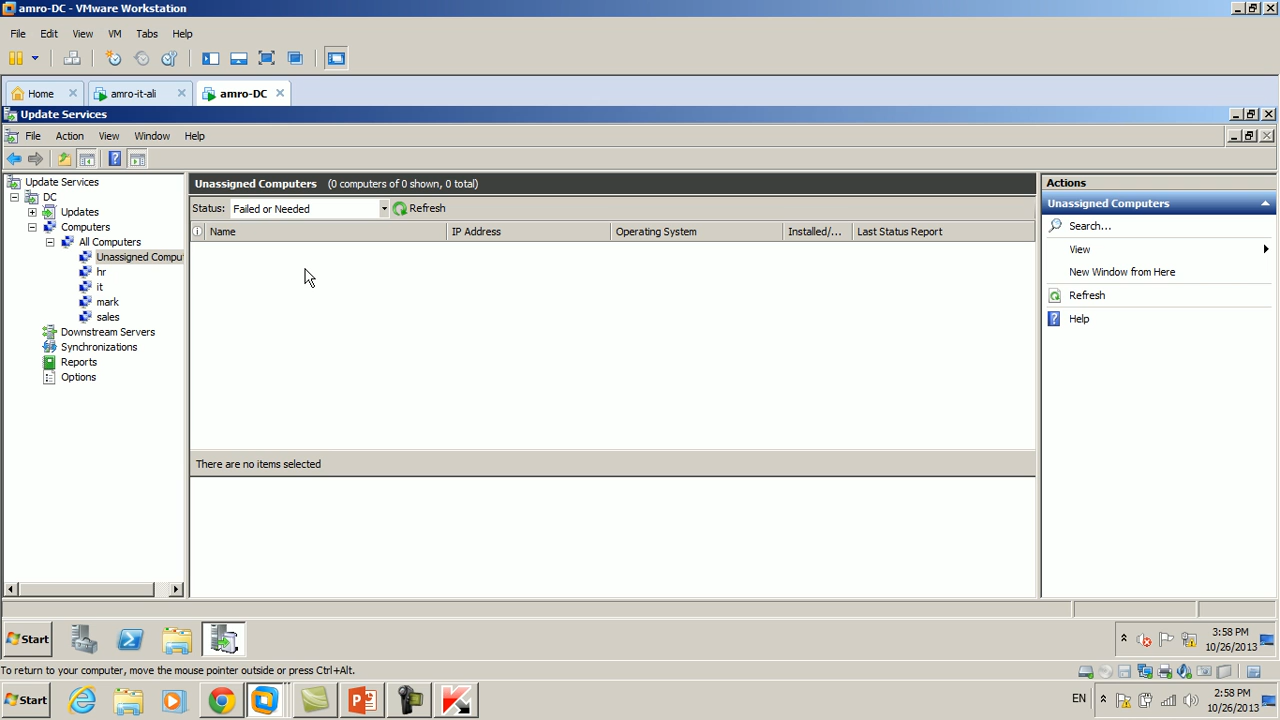 amro-DC - VMware Workstation
File Edit View VM Tabs Help
Home amro-it-ali amro-DC
Update Services
File Action View Window Help
Update Services
DC
Updates
Computers
All Computers
Unassigned Compu
hr
it
mark
sales
Downstream Servers
Synchronizations
Reports
Options
Unassigned Computers (0 computers of 0 shown, 0 total)
Status: Failed or Needed Refresh
Name IP Address Operating System Installed/... Last Status Report
There are no items selected
Actions
Unassigned Computers
Search...
View
New Window from Here
Refresh
Help
Start
3:58 PM
10/26/2013
To return to your computer, move the mouse pointer outside or press Ctrl+Alt.
Start
EN
2:58 PM
10/26/2013